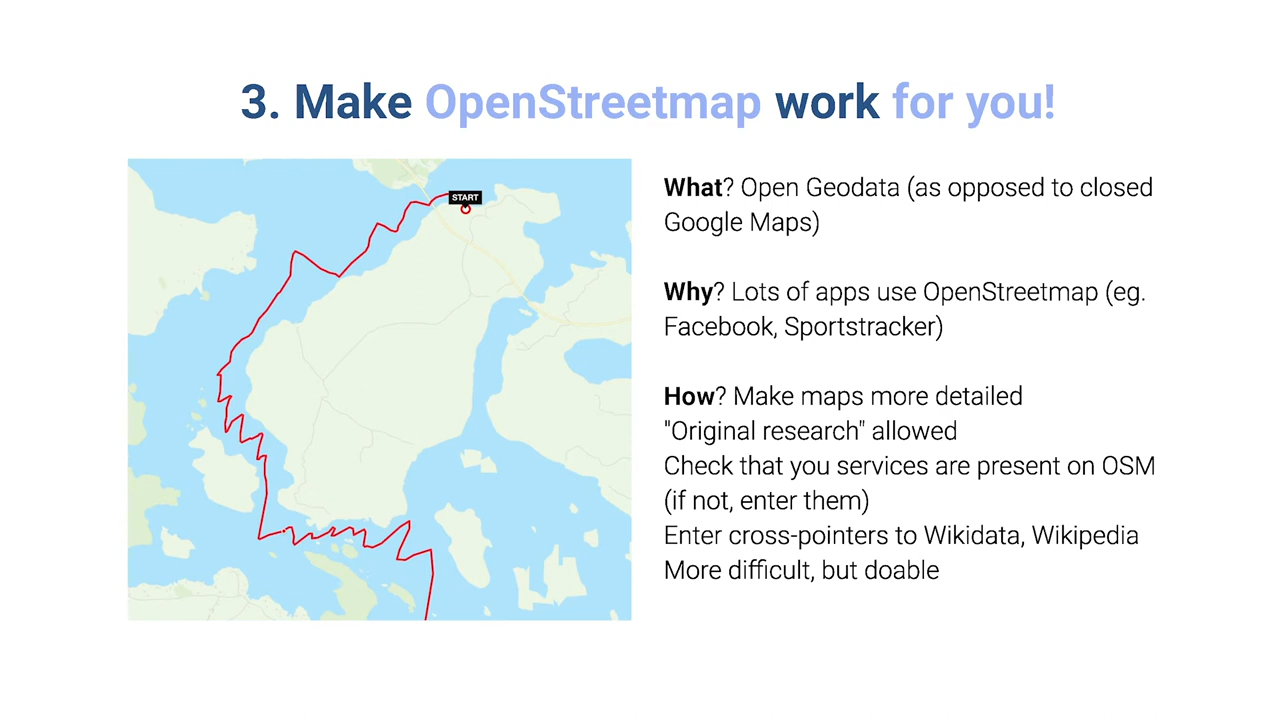 3. Make OpenStreetmap work for you!
START
What? Open Geodata (as opposed to closed
Google Maps)
Why? Lots of apps use OpenStreetmap (eg.
Facebook, Sportstracker)
How? Make maps more detailed
"Original research" allowed
Check that you services are present on OSM
(if not, enter them)
Enter cross-pointers to Wikidata, Wikipedia
More difficult, but doable